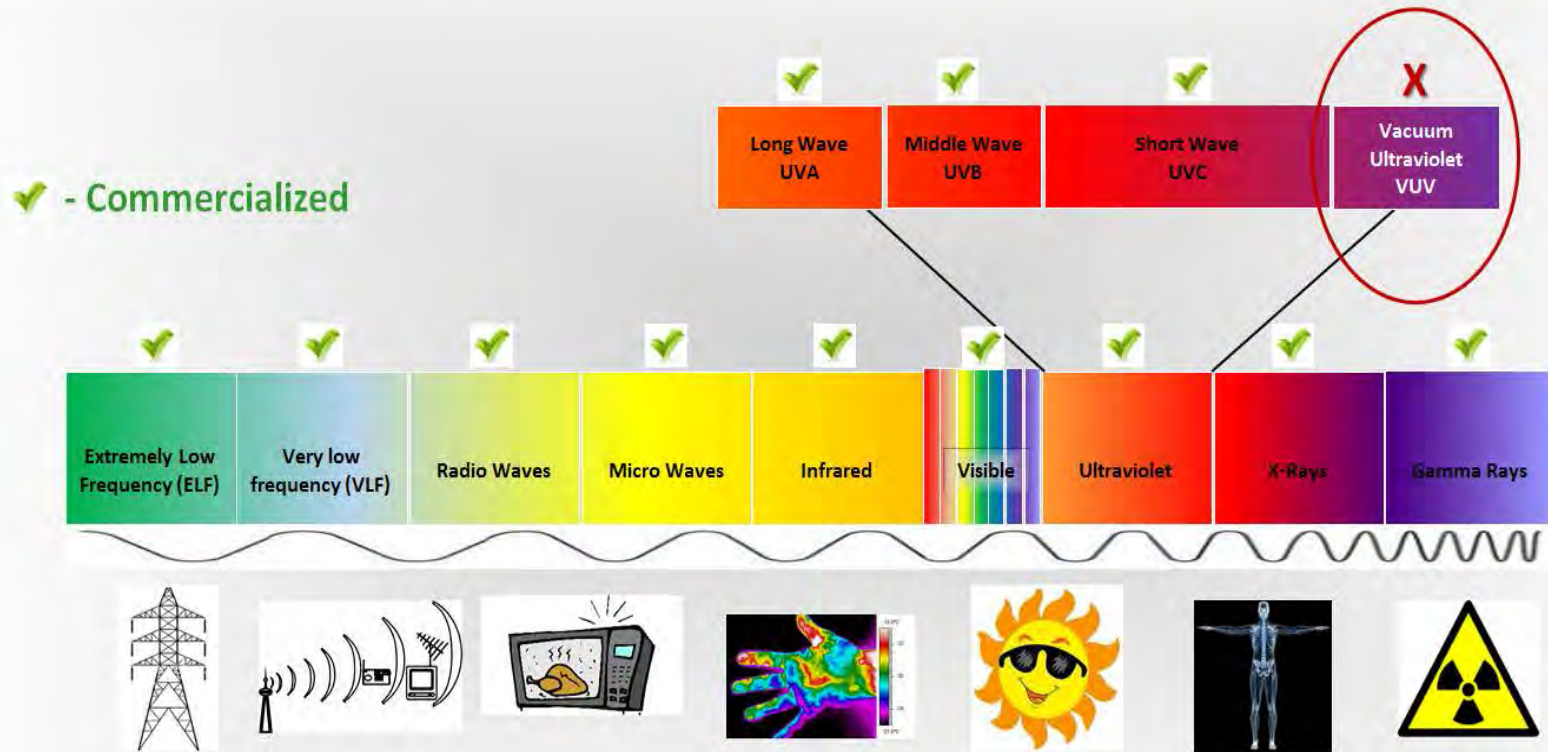 X
Long Wave
UVA
Middle Wave
UVB
Short Wave
UVC
Vacuum
Ultraviolet
VUV
- Commercialized
Extremely Low
Frequency (ELF)
Very low
frequency (VLF)
Radio Waves
Micro Waves
Infrared
Visible
Ultraviolet
X-Rays
Gamma Rays